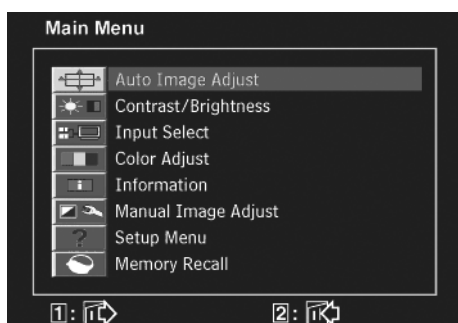 Main Menu
Auto Image Adjust
Contrast/Brightness
Input Select
Color Adjust
Information
Manual Image Adjust
Setup Menu
Memory Recall
1: 2: